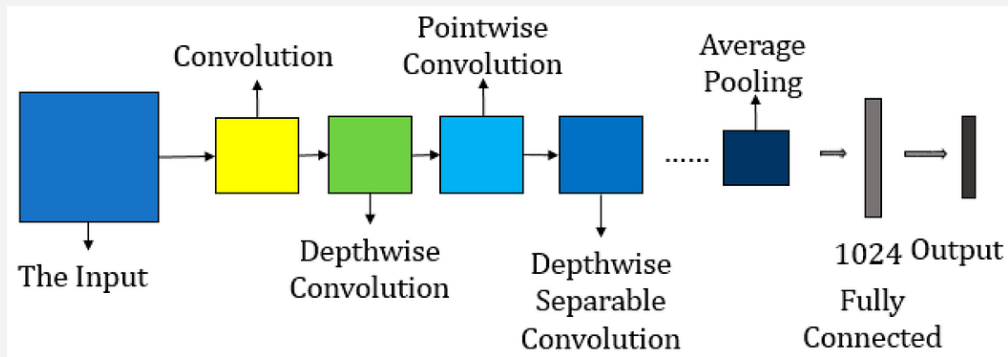 Convolution
Pointwise
Convolution
Average
Pooling
......
The Input
Depthwise
Convolution
Depthwise
Separable
Convolution
1024 Output
Fully
Connected